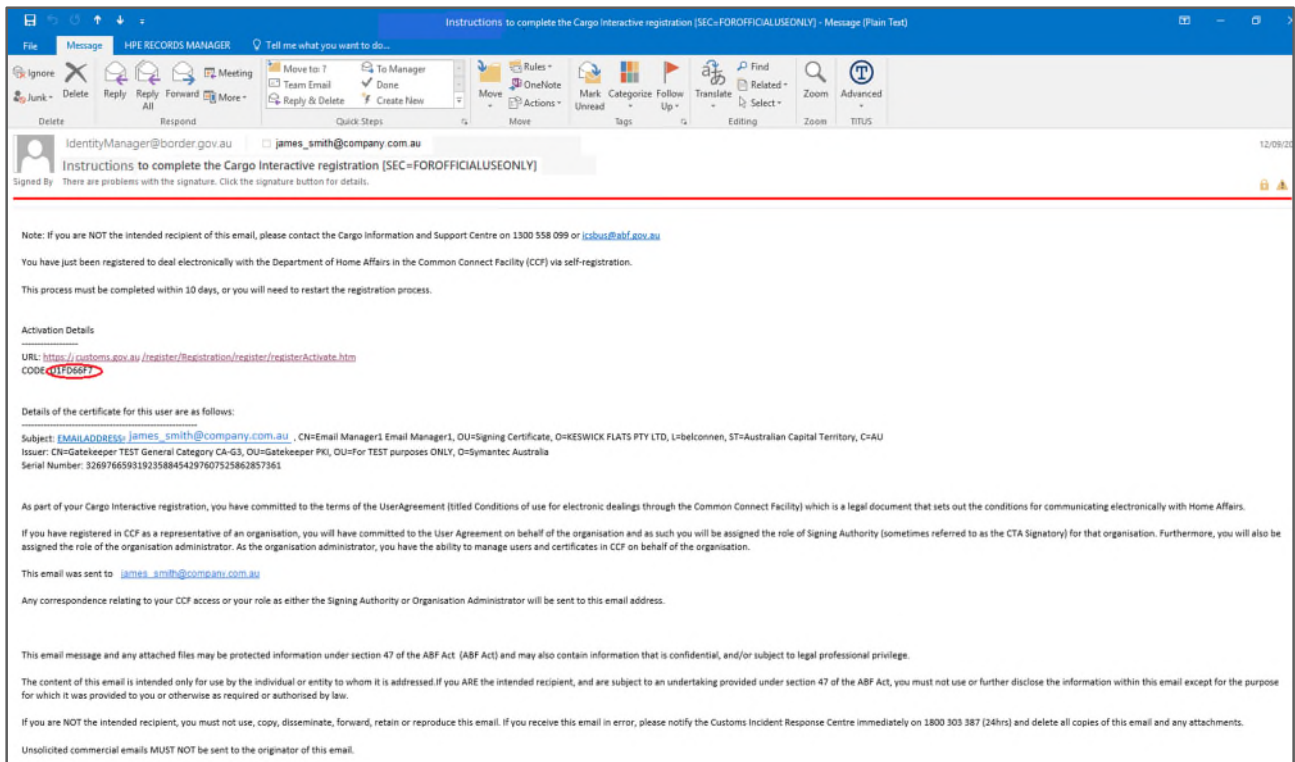 Instructions to complete the Cargo Interactive registration [SEC=FOROFFICIALUSEONLY] - Message (Plain Text)
File Message HPE RECORDS MANAGER Tell me what you want to do...
Ignore
Junk
Delete
Reply
Reply All
Forward
Meeting
More
Move to: ?
Team Email
Reply & Delete
To Manager
Done
Create New
Move
Rules
OneNote
Actions
Mark Unread
Categorize
Follow Up
Translate
Find
Related
Select
Zoom
Advanced
Delete Respond Quick Steps Move Tags Editing Zoom TITUS
IdentityManager@border.gov.au james_smith@company.com.au 12/09/20
Instructions to complete the Cargo Interactive registration [SEC=FOROFFICIALUSEONLY]
Signed By There are problems with the signature. Click the signature button for details.
Note: If you are NOT the intended recipient of this email, please contact the Cargo Information and Support Centre on 1300 558 099 or icsbus@abf.gov.au
You have just been registered to deal electronically with the Department of Home Affairs in the Common Connect Facility (CCF) via self-registration.
This process must be completed within 10 days, or you will need to restart the registration process.
Activation Details
------------------
URL: https://customs.gov.au /register/Registration/register/registerActivate.htm
CODE: 01FD66F7
Details of the certificate for this user are as follows:
------------------------------------------------------
Subject: EMAILADDRESS= james_smith@company.com.au , CN=Email Manager1 Email Manager1, OU=Signing Certificate, O=KESWICK FLATS PTY LTD, L=belconnen, ST=Australian Capital Territory, C=AU
Issuer: CN=Gatekeeper TEST General Category CA-G3, OU=Gatekeeper PKI, OU=For TEST purposes ONLY, O=Symantec Australia
Serial Number: 32697665931923588454297607525862857361
As part of your Cargo Interactive registration, you have committed to the terms of the UserAgreement (titled Conditions of use for electronic dealings through the Common Connect Facility) which is a legal document that sets out the conditions for communicating electronically with Home Affairs.
If you have registered in CCF as a representative of an organisation, you will have committed to the User Agreement on behalf of the organisation and as such you will be assigned the role of Signing Authority (sometimes referred to as the CTA Signatory) for that organisation. Furthermore, you will also be
assigned the role of the organisation administrator. As the organisation administrator, you have the ability to manage users and certificates in CCF on behalf of the organisation.
This email was sent to james_smith@company.com.au
Any correspondence relating to your CCF access or your role as either the Signing Authority or Organisation Administrator will be sent to this email address.
This email message and any attached files may be protected information under section 47 of the ABF Act (ABF Act) and may also contain information that is confidential, and/or subject to legal professional privilege.
The content of this email is intended only for use by the individual or entity to whom it is addressed.If you ARE the intended recipient, and are subject to an undertaking provided under section 47 of the ABF Act, you must not use or further disclose the information within this email except for the purpose
for which it was provided to you or otherwise as required or authorised by law.
If you are NOT the intended recipient, you must not use, copy, disseminate, forward, retain or reproduce this email. If you receive this email in error, please notify the Customs Incident Response Centre immediately on 1800 303 387 (24hrs) and delete all copies of this email and any attachments.
Unsolicited commercial emails MUST NOT be sent to the originator of this email.